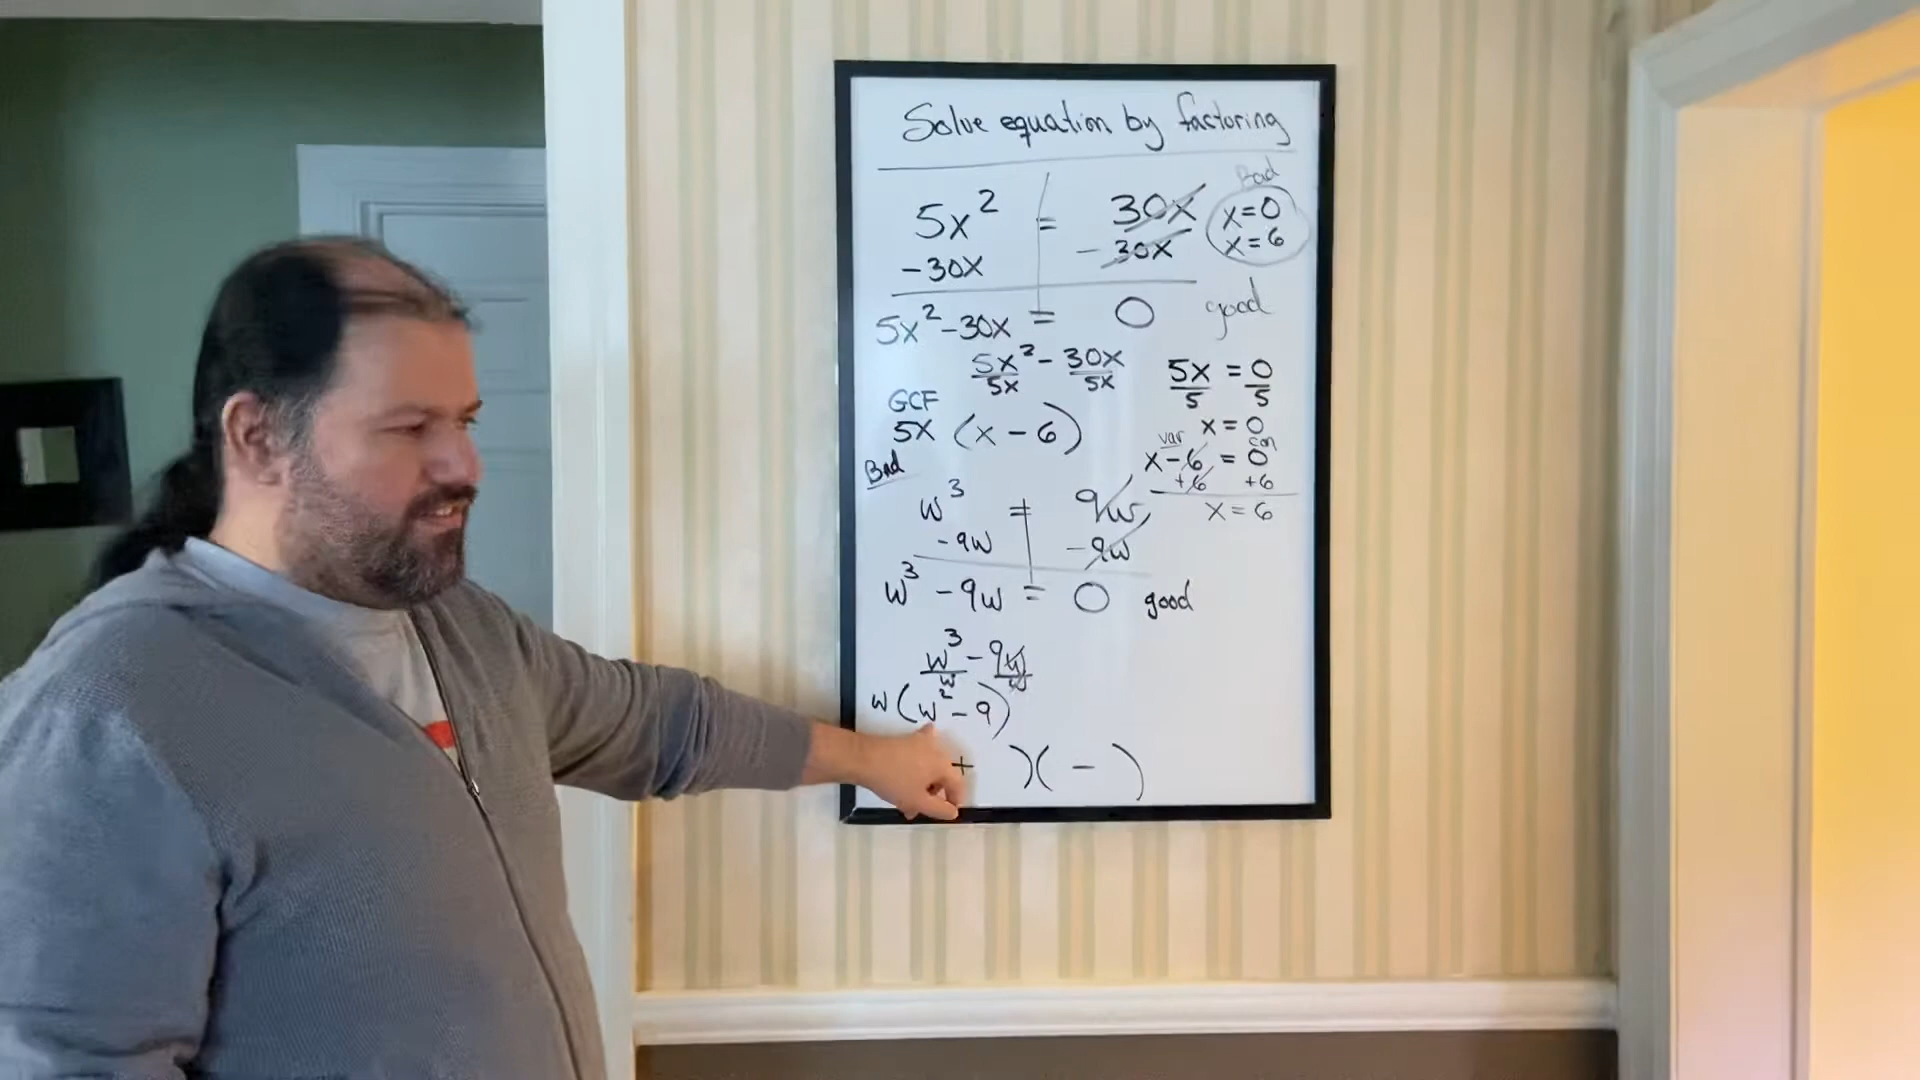 Solve equation by factoring
Bad
5x² = 30x
x=0
-30x -30x
x=6
5x²-30x = 0 good
5x² - 30x
5x 5x
5x = 0
5 5
GCF
5x (x - 6)
x = 0
var con
Bad
x-6 = 0
+6 +6
x = 6
w³ = 9w
-9w -9w
w³ - 9w = 0 good
w³ - 9w
w w
w (w² - 9)
+ )( - )